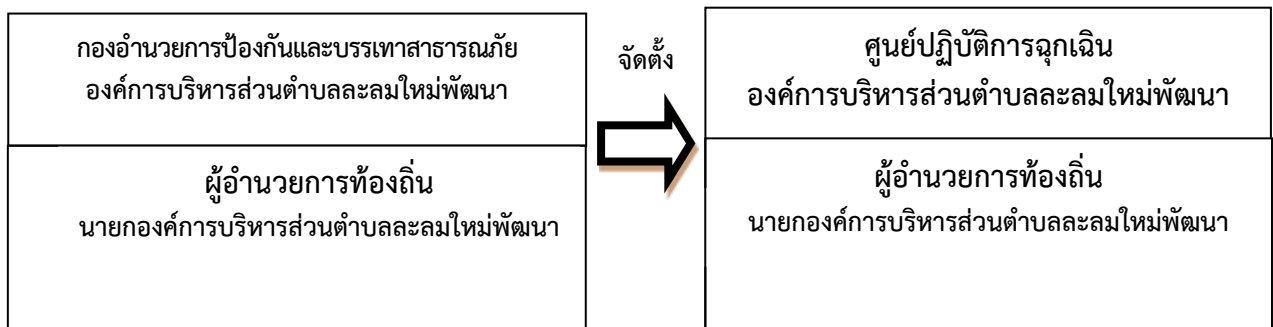 กองอำนวยการป้องกันและบรรเทาสาธารณภัย
องค์การบริหารส่วนตำบลละลมใหม่พัฒนา
ผู้อำนวยการท้องถิ่น
นายกองค์การบริหารส่วนตำบลละลมใหม่พัฒนา
จัดตั้ง
ศูนย์ปฏิบัติการฉุกเฉิน
องค์การบริหารส่วนตำบลละลมใหม่พัฒนา
ผู้อำนวยการท้องถิ่น
นายกองค์การบริหารส่วนตำบลละลมใหม่พัฒนา